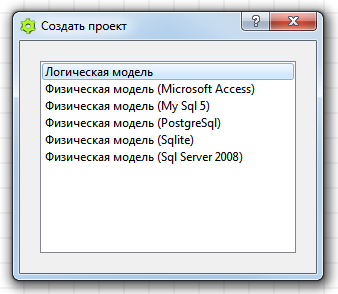 Создать проект
Логическая модель
Физическая модель (Microsoft Access)
Физическая модель (My Sql 5)
Физическая модель (PostgreSql)
Физическая модель (Sqlite)
Физическая модель (Sql Server 2008)